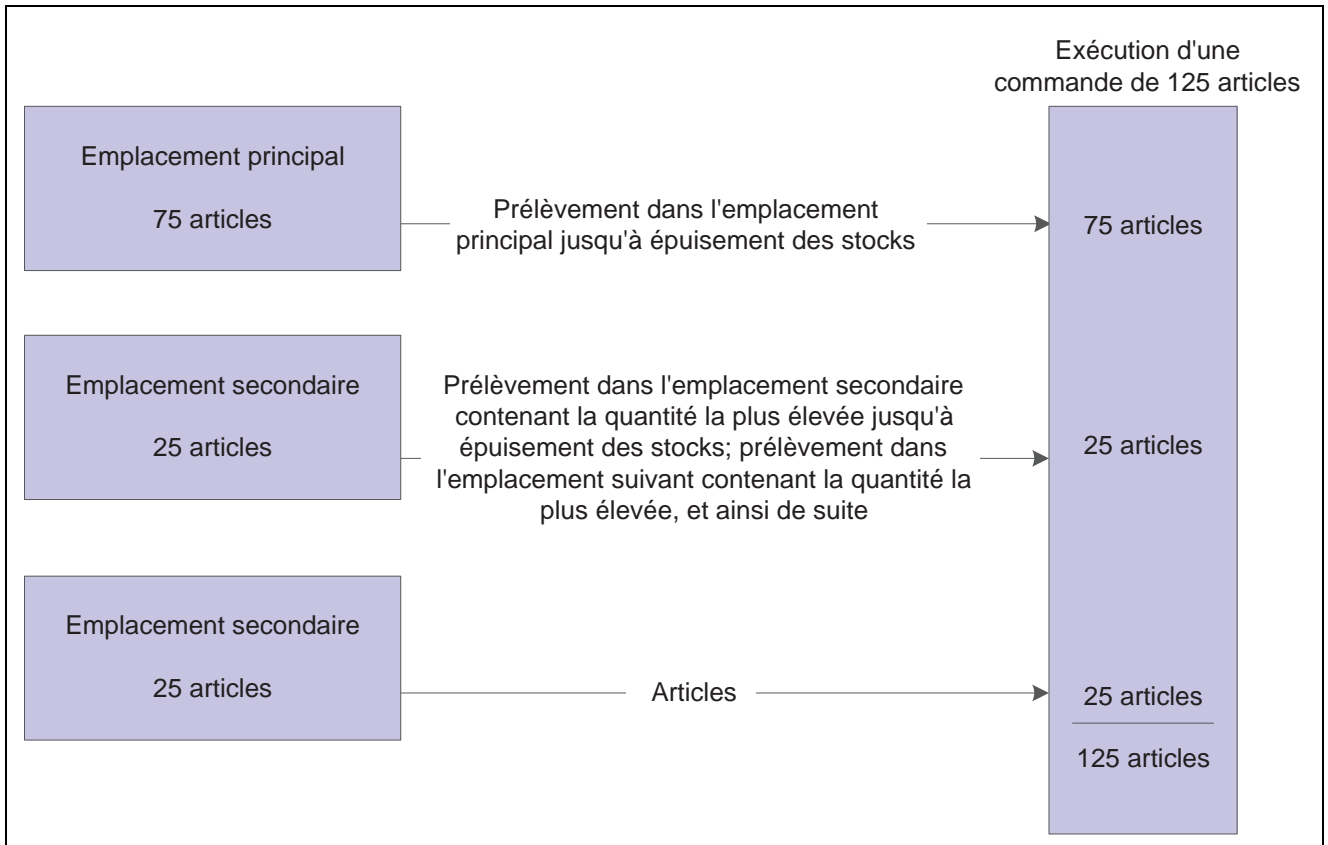 Exécution d'une
commande de 125 articles
Emplacement principal
75 articles
Prélèvement dans l'emplacement
principal jusqu'à épuisement des stocks
75 articles
Emplacement secondaire
25 articles
Prélèvement dans l'emplacement secondaire
contenant la quantité la plus élevée jusqu'à
épuisement des stocks; prélèvement dans
l'emplacement suivant contenant la quantité la
plus élevée, et ainsi de suite
25 articles
Emplacement secondaire
25 articles
Articles
25 articles
125 articles